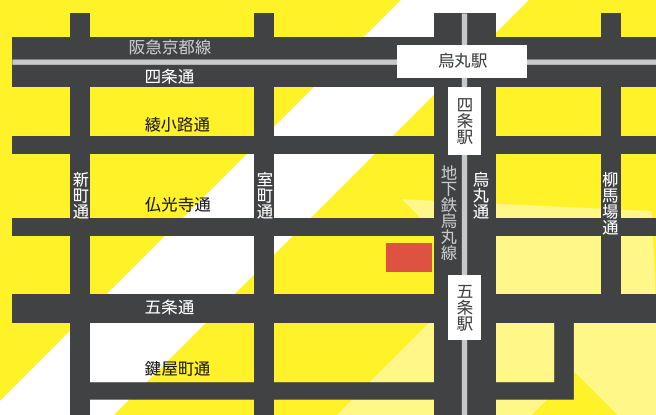 阪急京都線
烏丸駅
四条通
四条駅
綾小路通
新町通
室町通
地下鉄烏丸線
烏丸通
柳馬場通
仏光寺通
五条駅
五条通
鍵屋町通